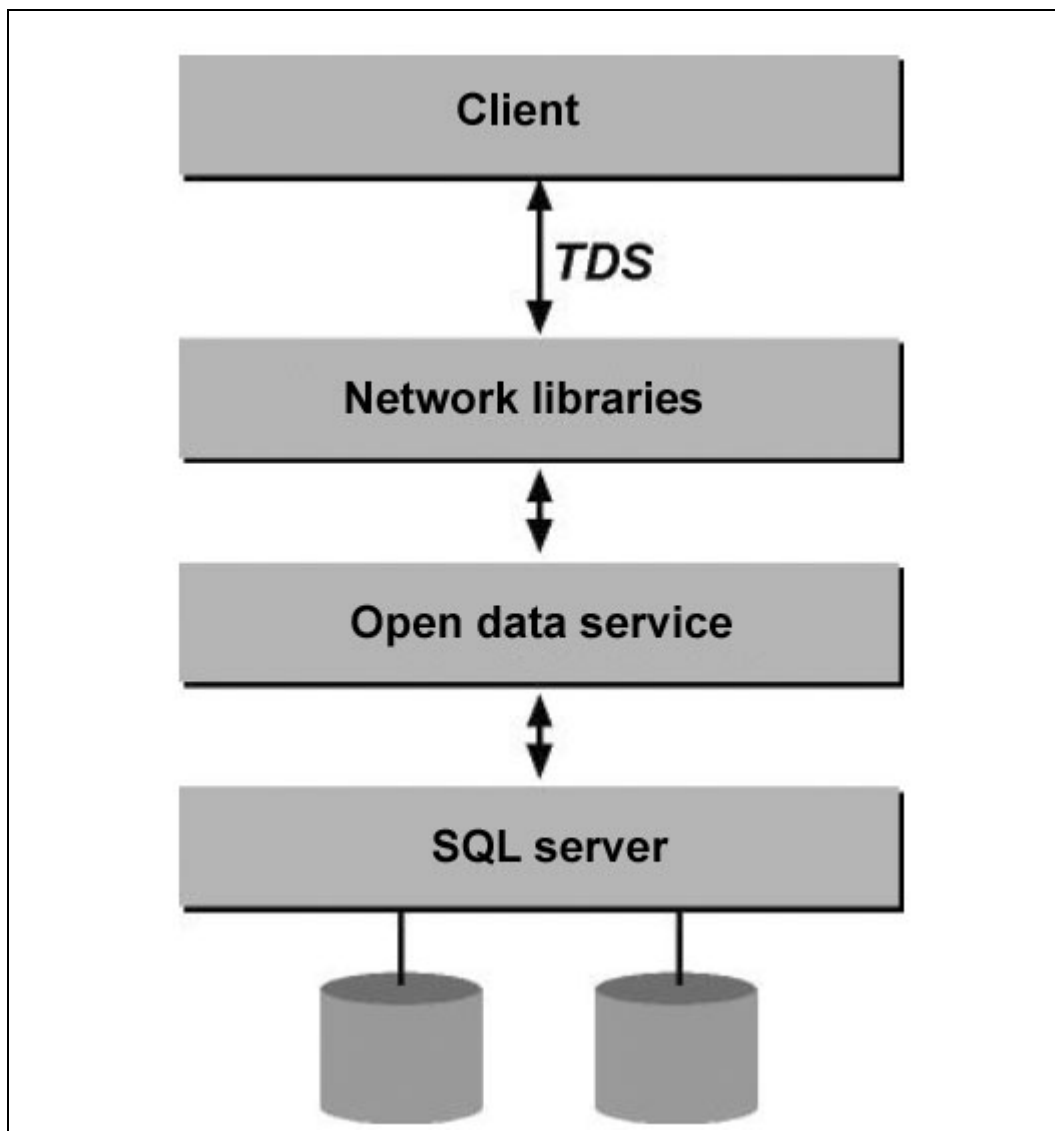 Client
TDS
Network libraries
Open data service
SQL server